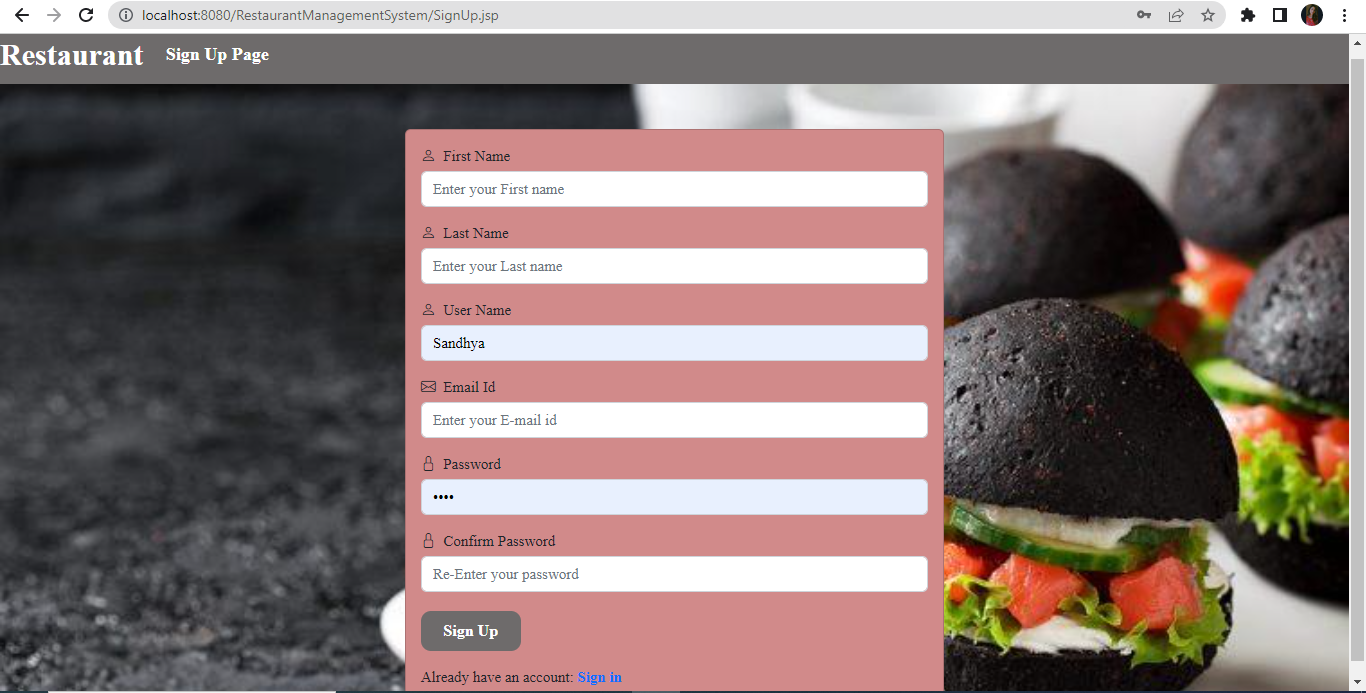 localhost:8080/RestaurantManagementSystem/SignUp.jsp
Restaurant Sign Up Page
First Name
Enter your First name
Last Name
Enter your Last name
User Name
Sandhya
Email Id
Enter your E-mail id
Password
••••
Confirm Password
Re-Enter your password
Sign Up
Already have an account: Sign in